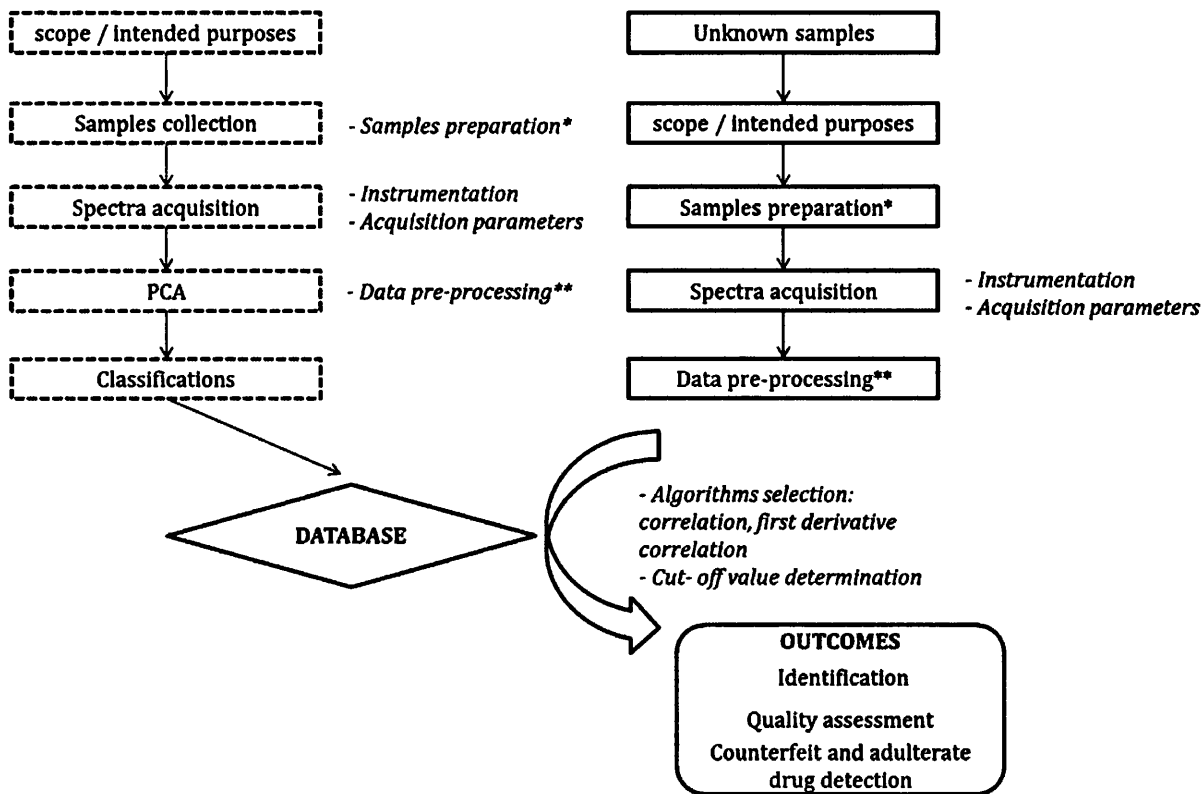 scope / intended purposes
Samples collection
- Samples preparation*
Spectra acquisition
- Instrumentation
- Acquisition parameters
PCA
- Data pre-processing**
Classifications
Unknown samples
scope / intended purposes
Samples preparation*
Spectra acquisition
- Instrumentation
- Acquisition parameters
Data pre-processing**
DATABASE
- Algorithms selection:
correlation, first derivative
correlation
- Cut- off value determination
OUTCOMES
Identification
Quality assessment
Counterfeit and adulterate
drug detection